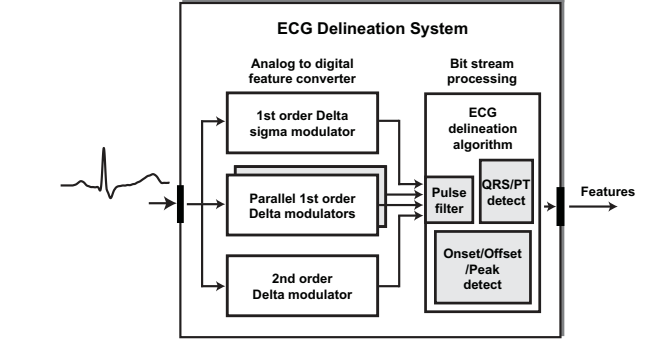 ECG Delineation System
Analog to digital
feature converter
Bit stream
processing
1st order Delta
sigma modulator
Parallel 1st order
Delta modulators
2nd order
Delta modulator
ECG
delineation
algorithm
Pulse
filter
QRS/PT
detect
Onset/Offset
/Peak
detect
Features